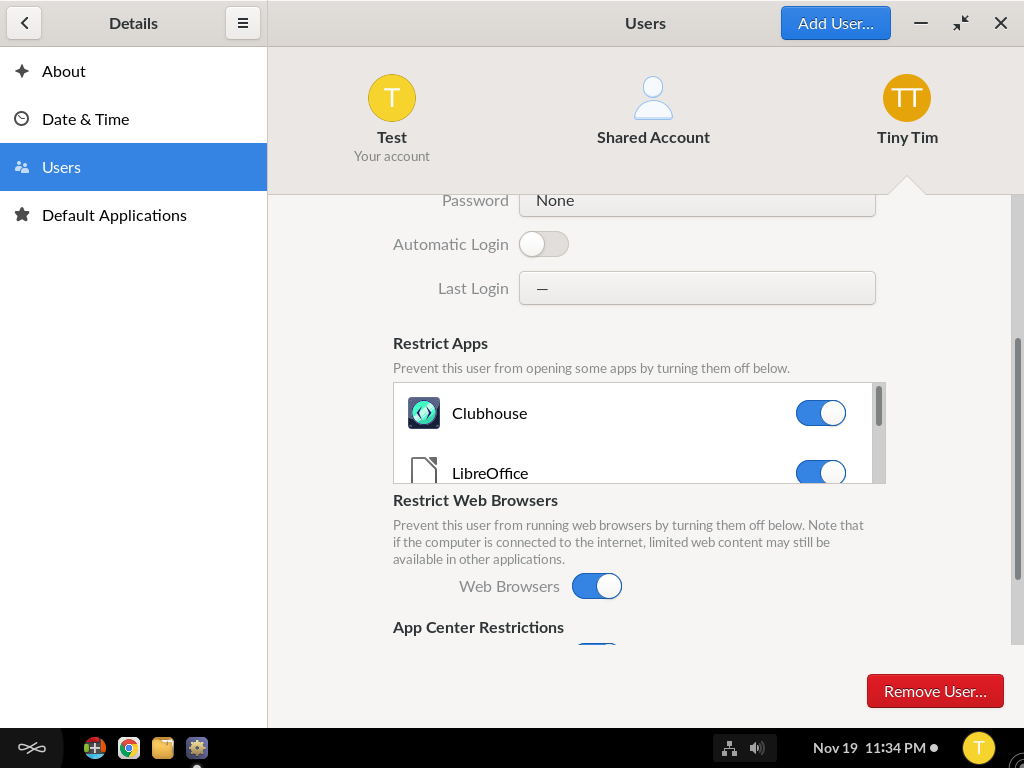 Details
Users
Add User...
About
Date & Time
Users
Default Applications
T
Test
Your account
Shared Account
TT
Tiny Tim
Password
None
Automatic Login
Last Login
—
Restrict Apps
Prevent this user from opening some apps by turning them off below.
Clubhouse
LibreOffice
Restrict Web Browsers
Prevent this user from running web browsers by turning them off below. Note that
if the computer is connected to the internet, limited web content may still be
available in other applications.
Web Browsers
App Center Restrictions
Remove User...
Nov 19 11:34 PM
T